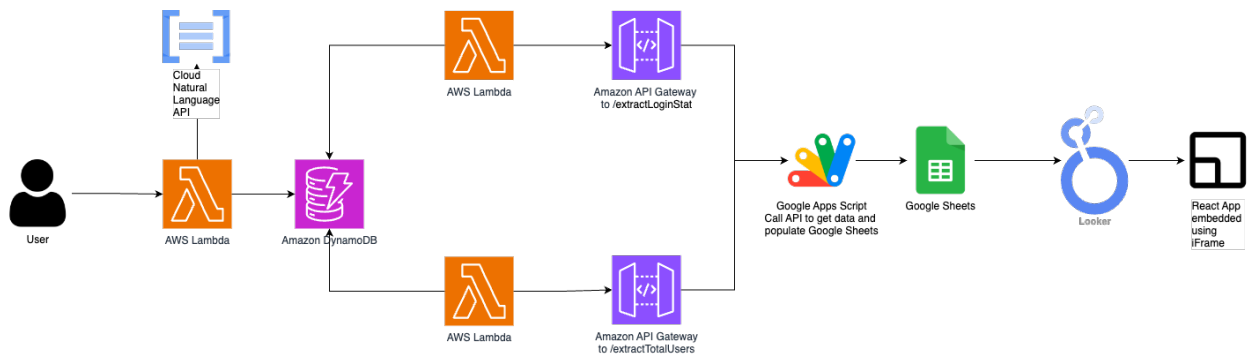 Cloud
Natural
Language
API
AWS Lambda
Amazon API Gateway
to /extractLoginStat
User
AWS Lambda
Amazon DynamoDB
Google Apps Script
Call API to get data and
populate Google Sheets
Google Sheets
Looker
React App
embedded
using
iFrame
AWS Lambda
Amazon API Gateway
to /extractTotalUsers